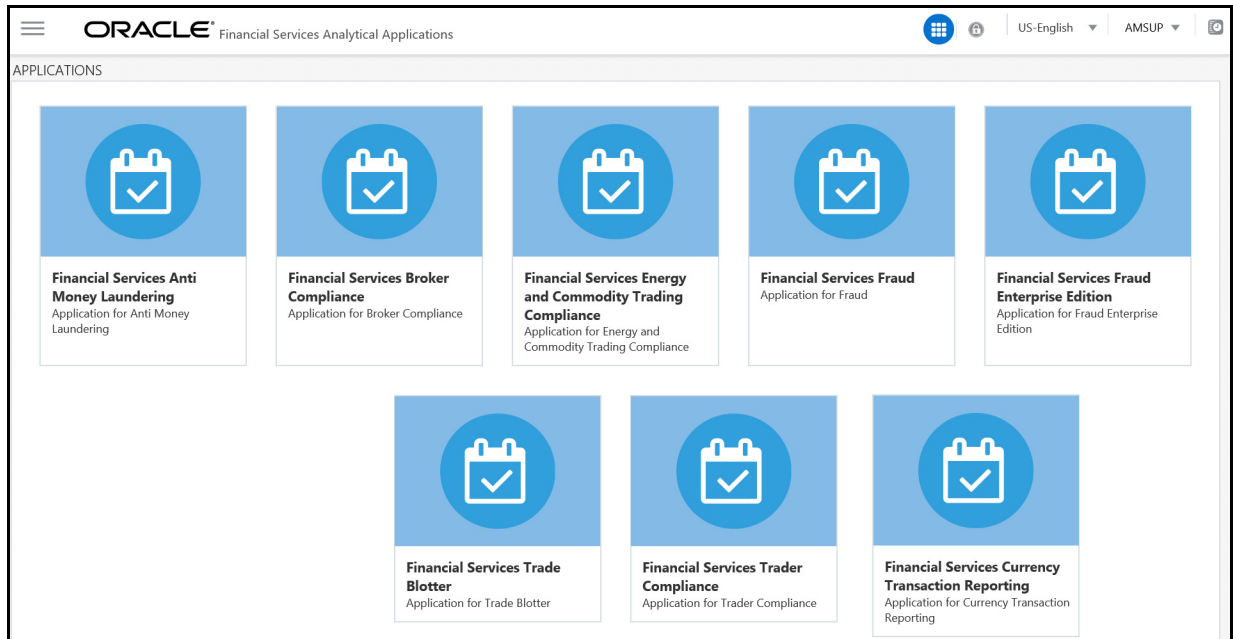 ORACLE® Financial Services Analytical Applications
US-English
AMSUP
APPLICATIONS
Financial Services Anti
Money Laundering
Application for Anti Money
Laundering
Financial Services Broker
Compliance
Application for Broker Compliance
Financial Services Energy
and Commodity Trading
Compliance
Application for Energy and
Commodity Trading Compliance
Financial Services Fraud
Application for Fraud
Financial Services Fraud
Enterprise Edition
Application for Fraud Enterprise
Edition
Financial Services Trade
Blotter
Application for Trade Blotter
Financial Services Trader
Compliance
Application for Trader Compliance
Financial Services Currency
Transaction Reporting
Application for Currency Transaction
Reporting